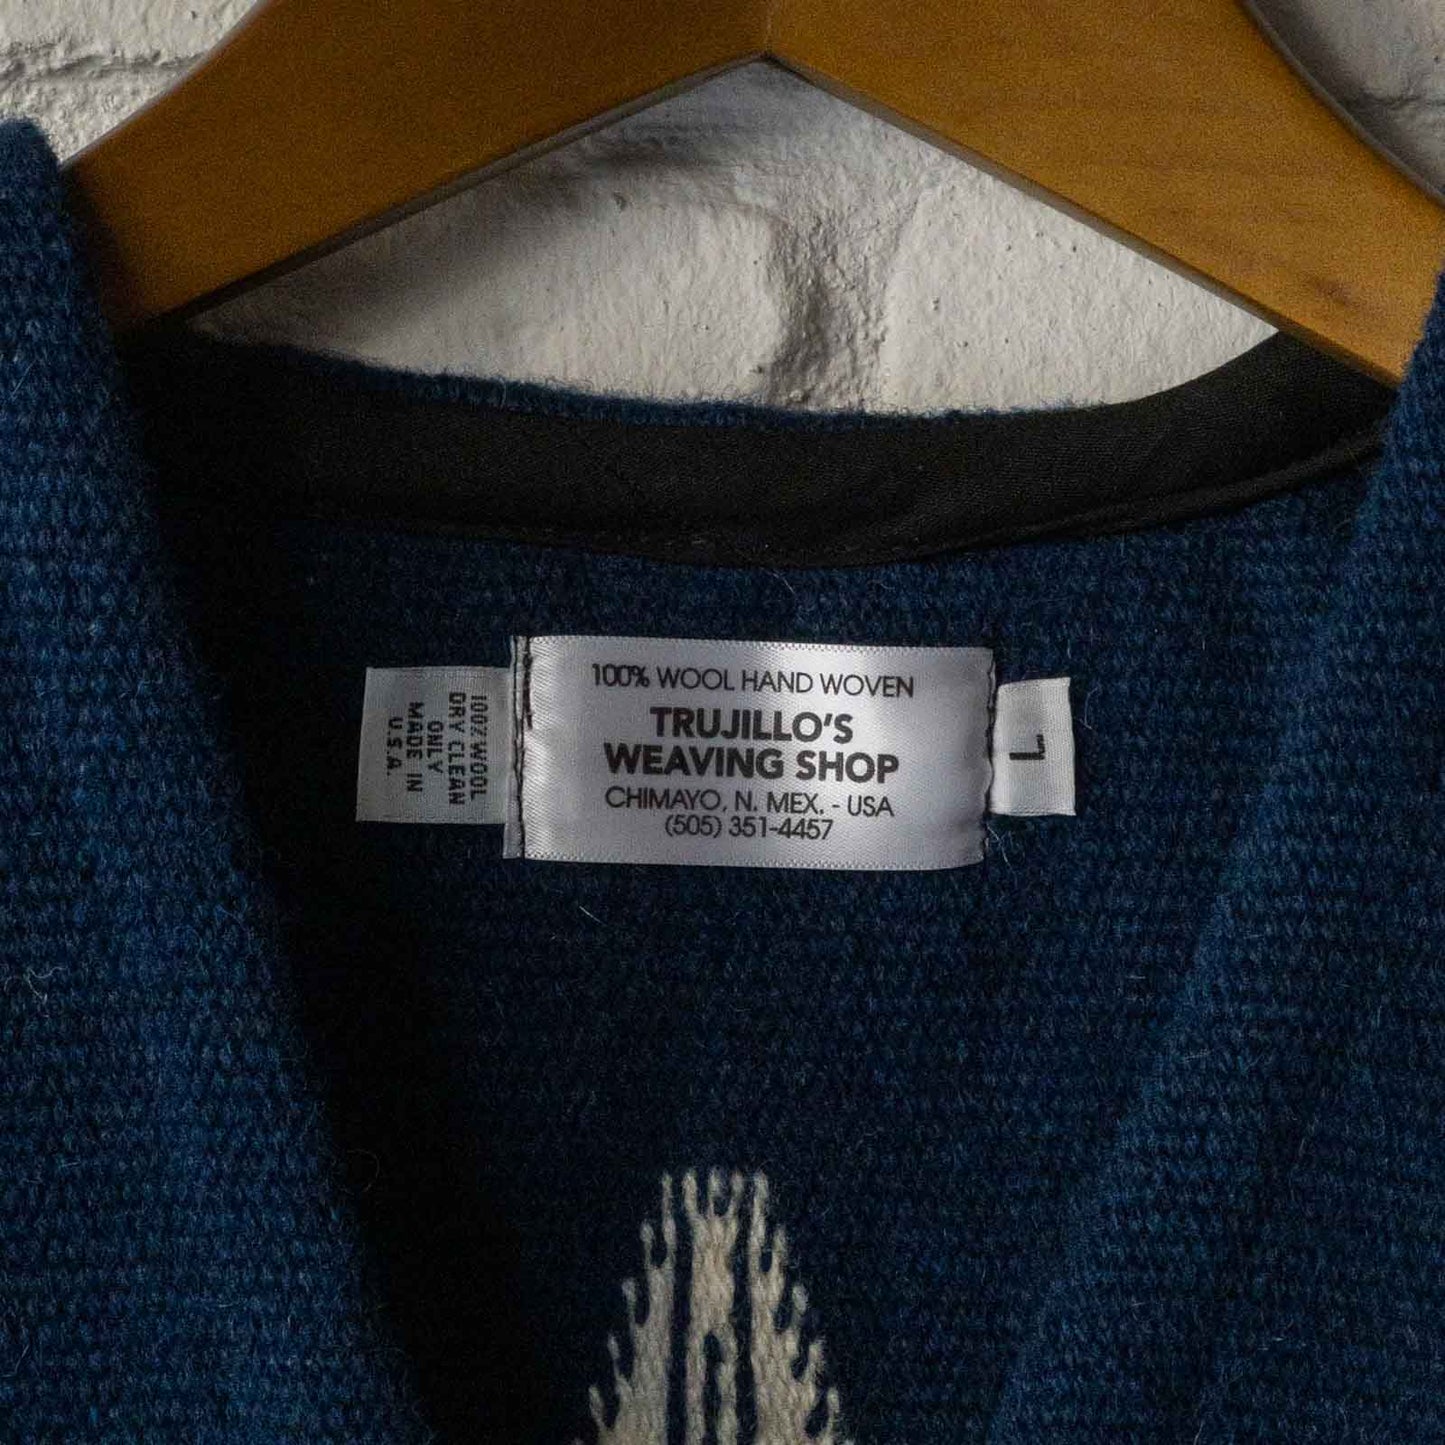 100% WOOL
DRY CLEAN
ONLY
MADE IN
U.S.A.
100% WOOL HAND WOVEN
TRUJILLO'S
WEAVING SHOP
CHIMAYO, N. MEX. - USA
(505) 351-4457
L